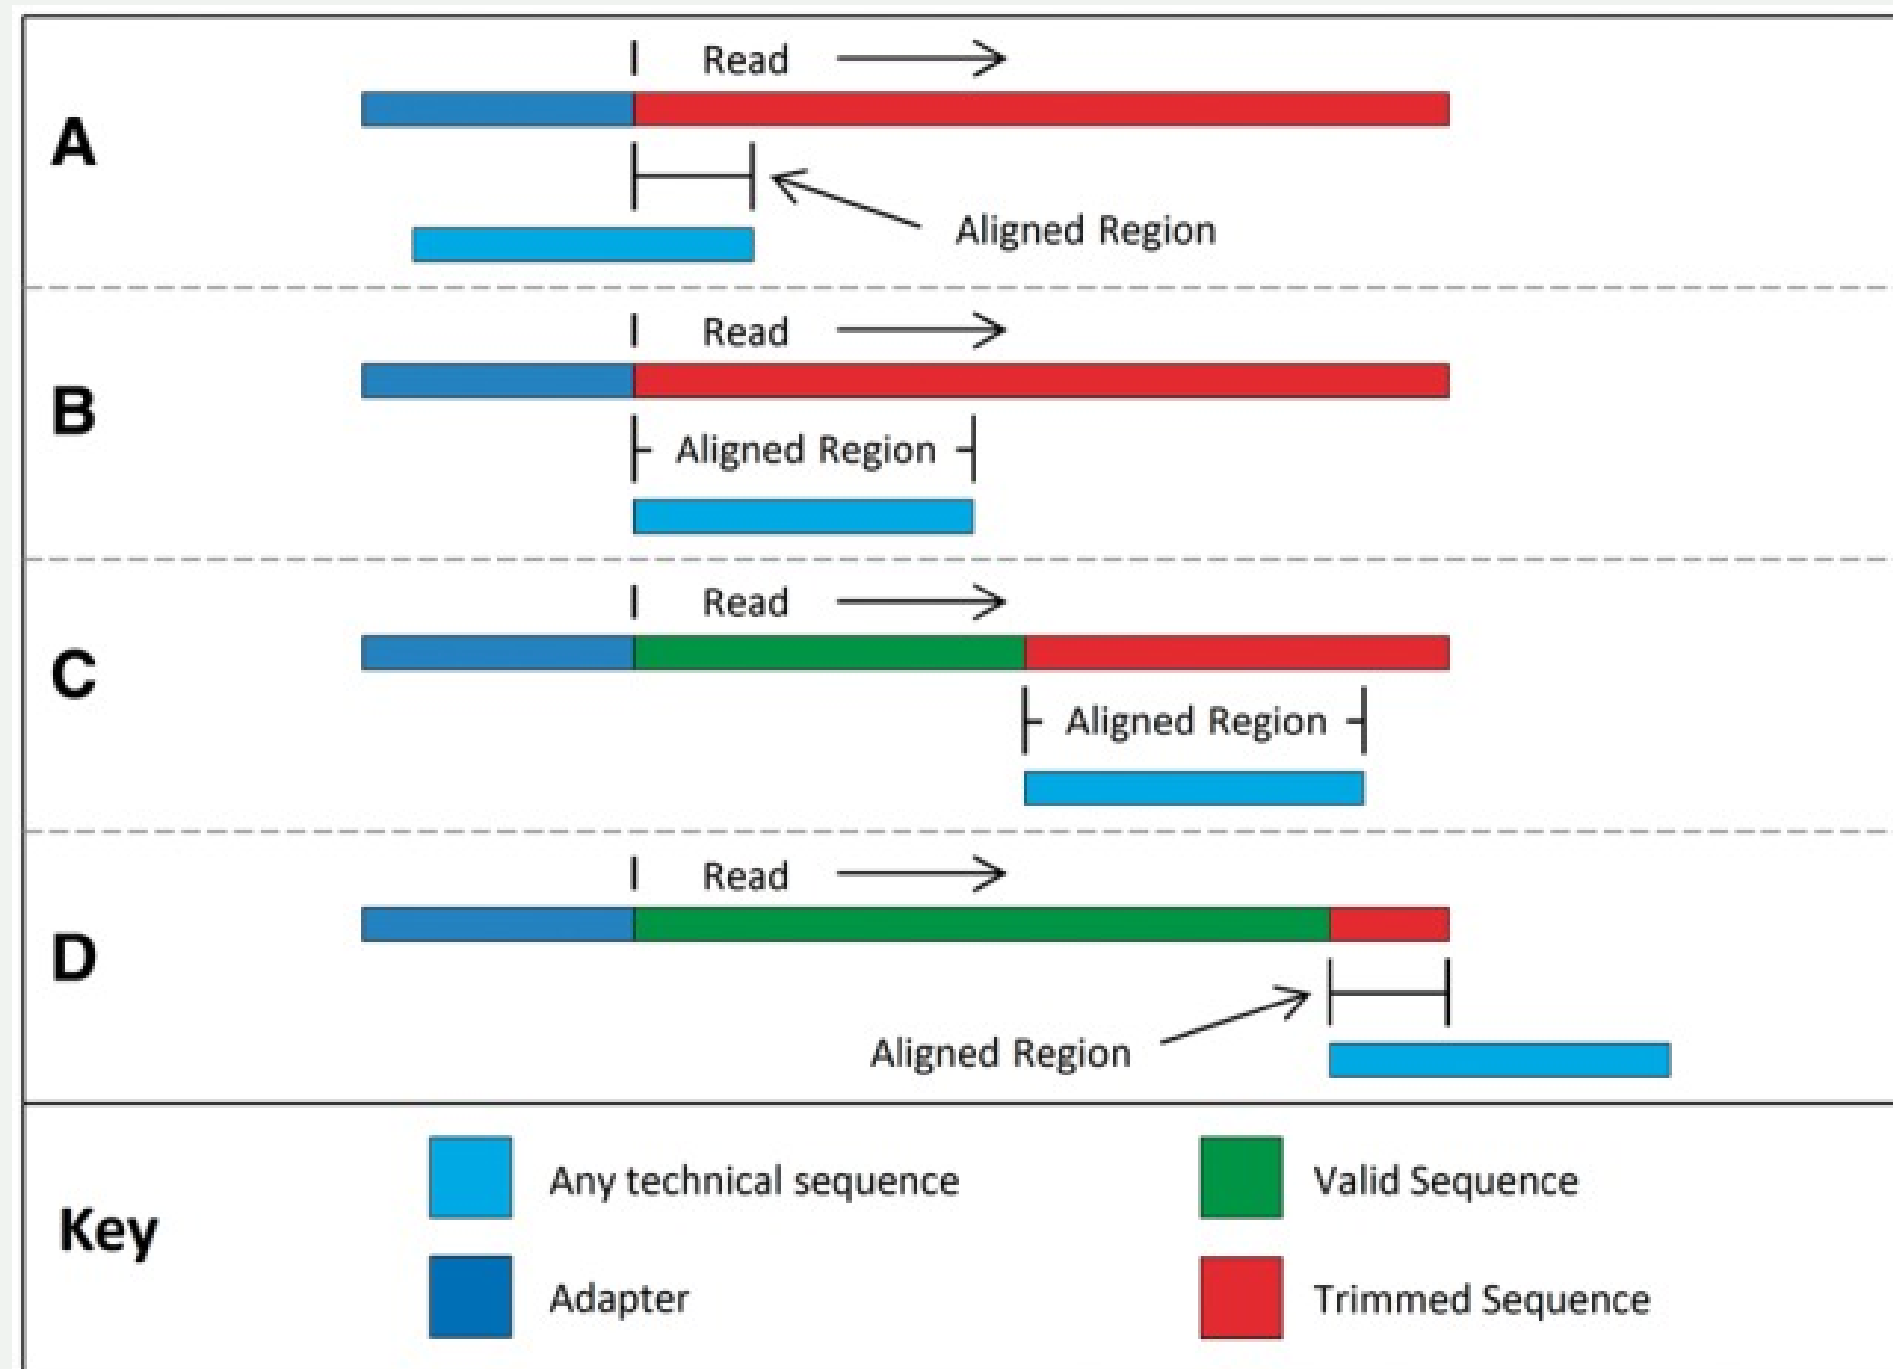 A
Read
Aligned Region
B
Read
Aligned Region
C
Read
Aligned Region
D
Read
Aligned Region
Key
Any technical sequence
Valid Sequence
Adapter
Trimmed Sequence